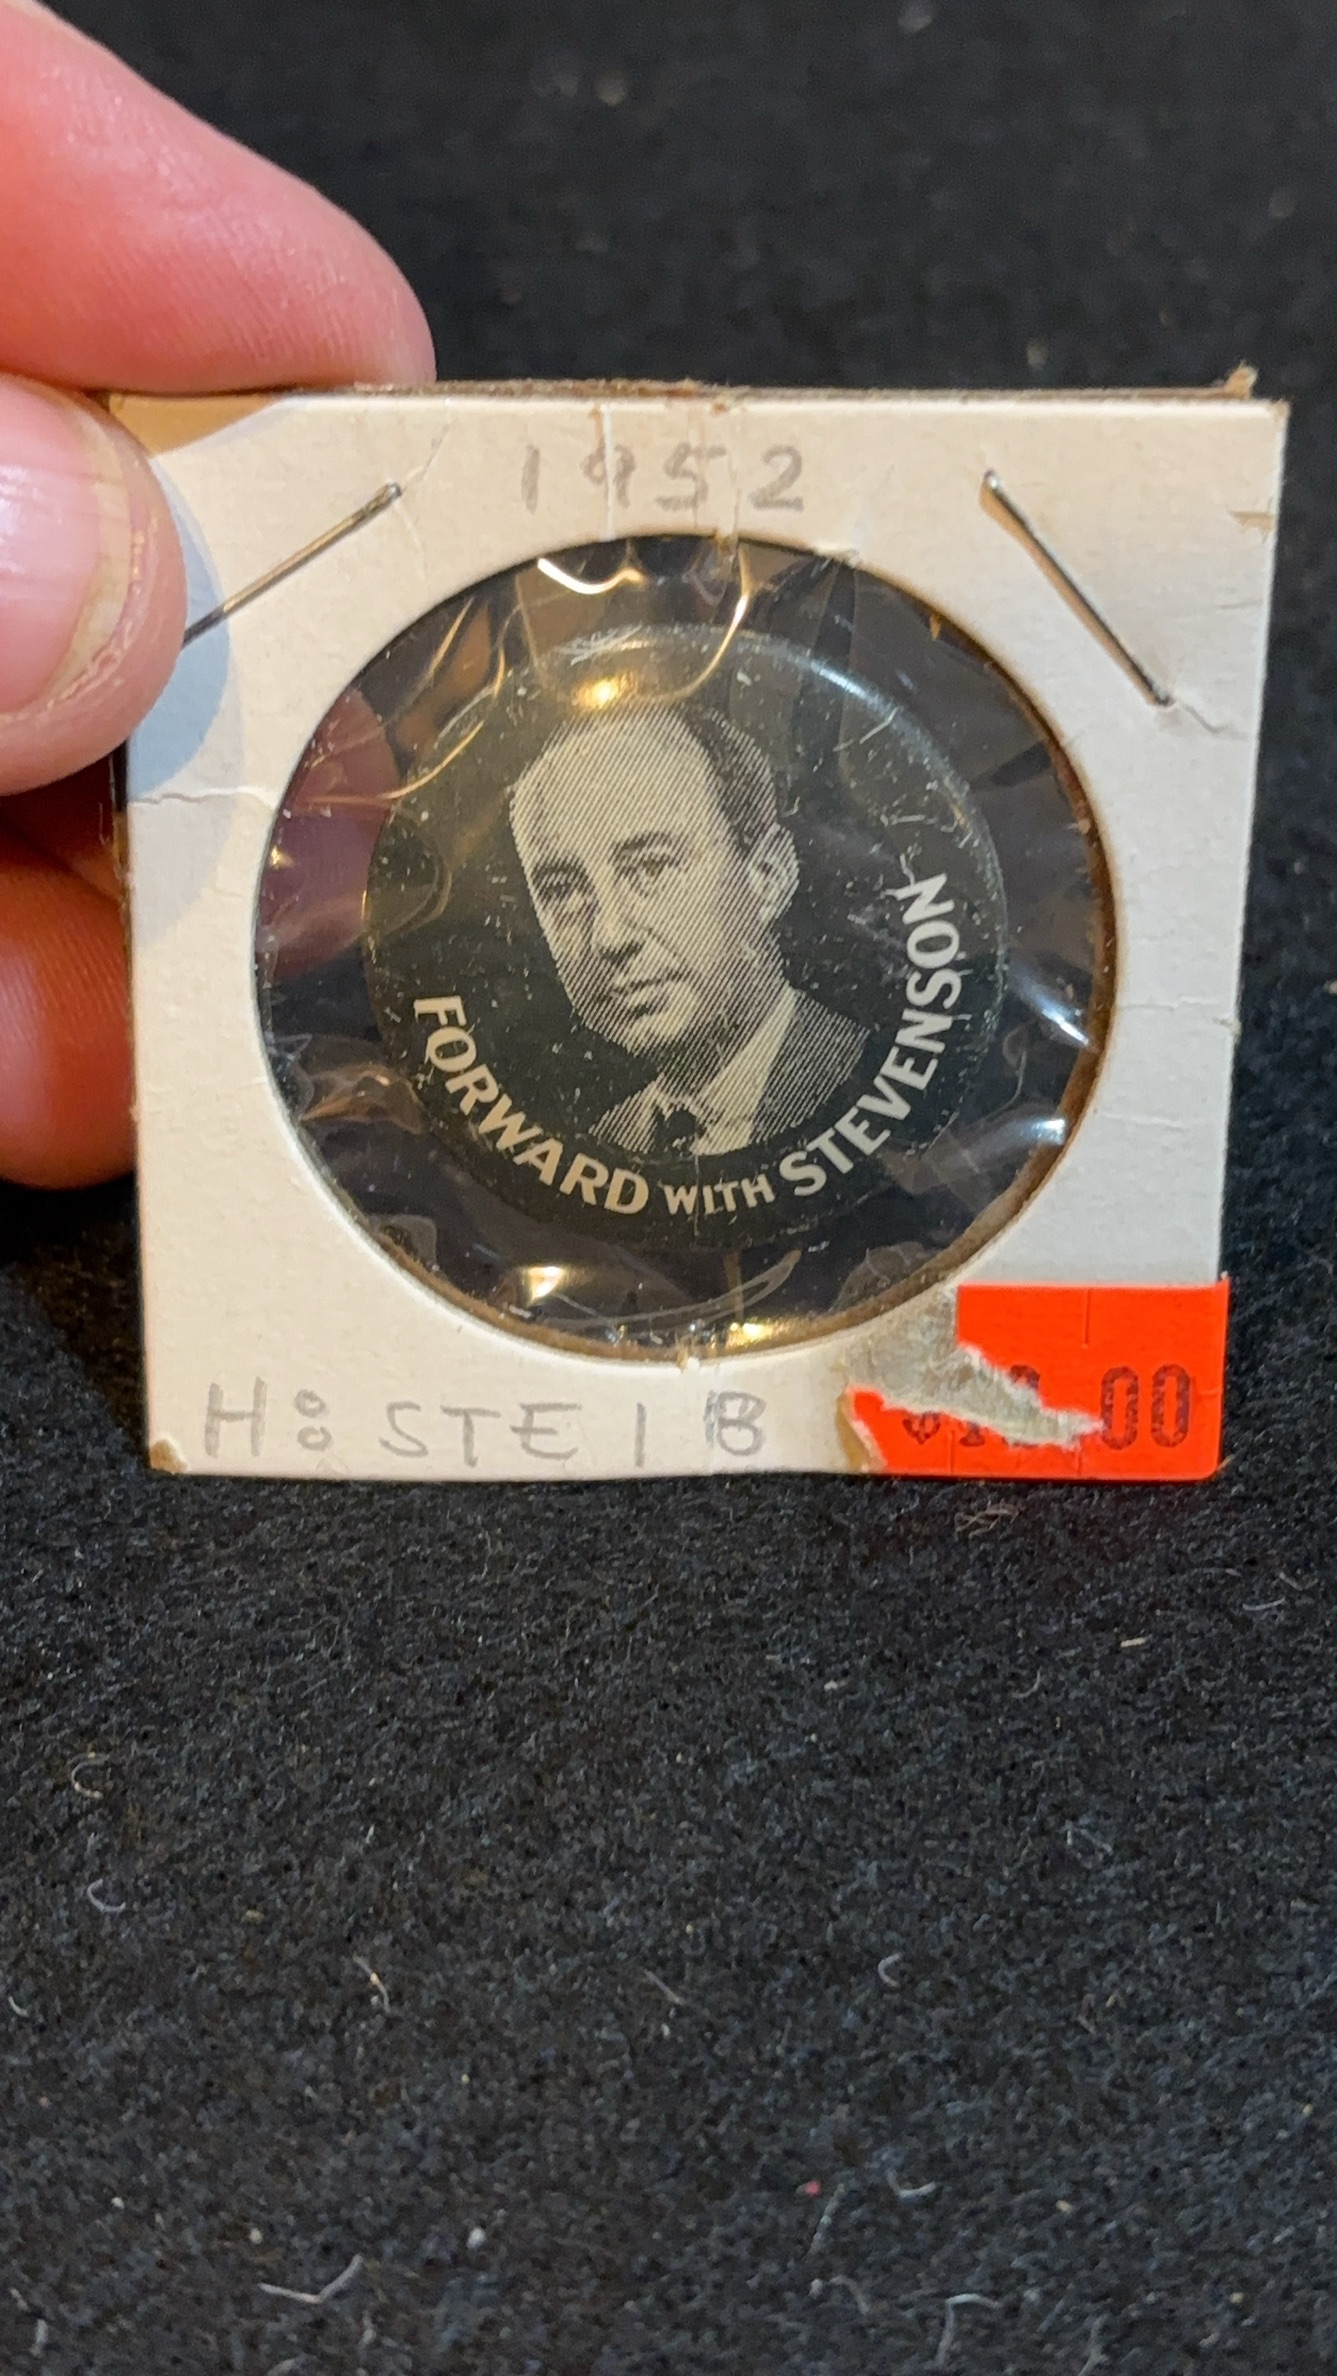 1952
FORWARD WITH STEVENSON
H: STE 1 B
00